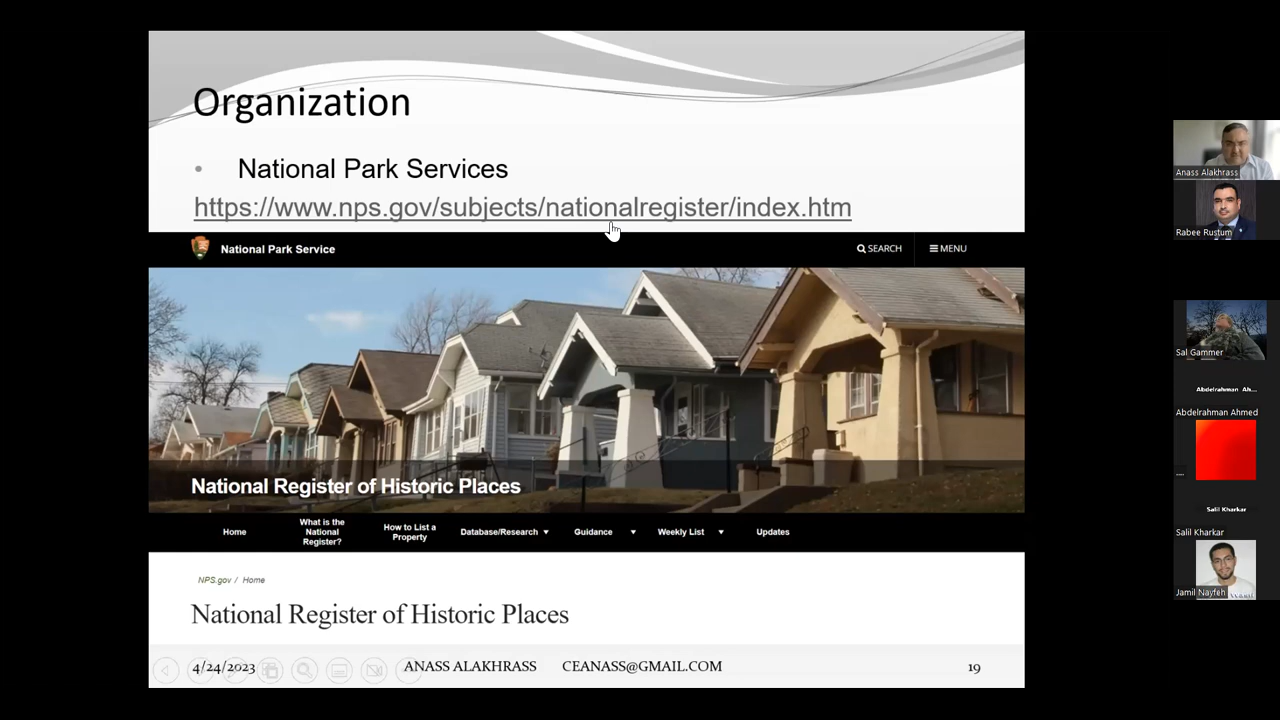 Organization
• National Park Services
https://www.nps.gov/subjects/nationalregister/index.htm
National Park Service
SEARCH
MENU
National Register of Historic Places
Home
What is the
National
Register?
How to List a
Property
Database/Research
Guidance
Weekly List
Updates
NPS.gov / Home
National Register of Historic Places
4/24/2023
ANASS ALAKHRASS CEANASS@GMAIL.COM
19
Anass Alakhrass
Rabee Rustum
Sal Gammer
Abdelrahman Ah...
Abdelrahman Ahmed
....
Salil Kharkar
Salil Kharkar
Jamil Nayfeh